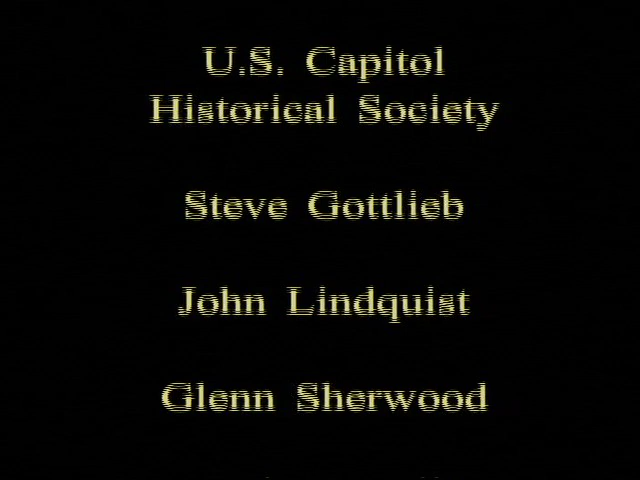 U.S. Capitol
Historical Society
Steve Gottlieb
John Lindquist
Glenn Sherwood